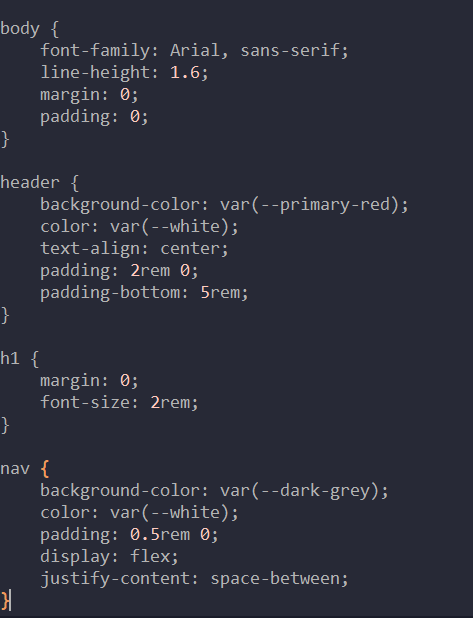 body {
    font-family: Arial, sans-serif;
    line-height: 1.6;
    margin: 0;
    padding: 0;
}

header {
    background-color: var(--primary-red);
    color: var(--white);
    text-align: center;
    padding: 2rem 0;
    padding-bottom: 5rem;
}

h1 {
    margin: 0;
    font-size: 2rem;
}

nav {
    background-color: var(--dark-grey);
    color: var(--white);
    padding: 0.5rem 0;
    display: flex;
    justify-content: space-between;
}